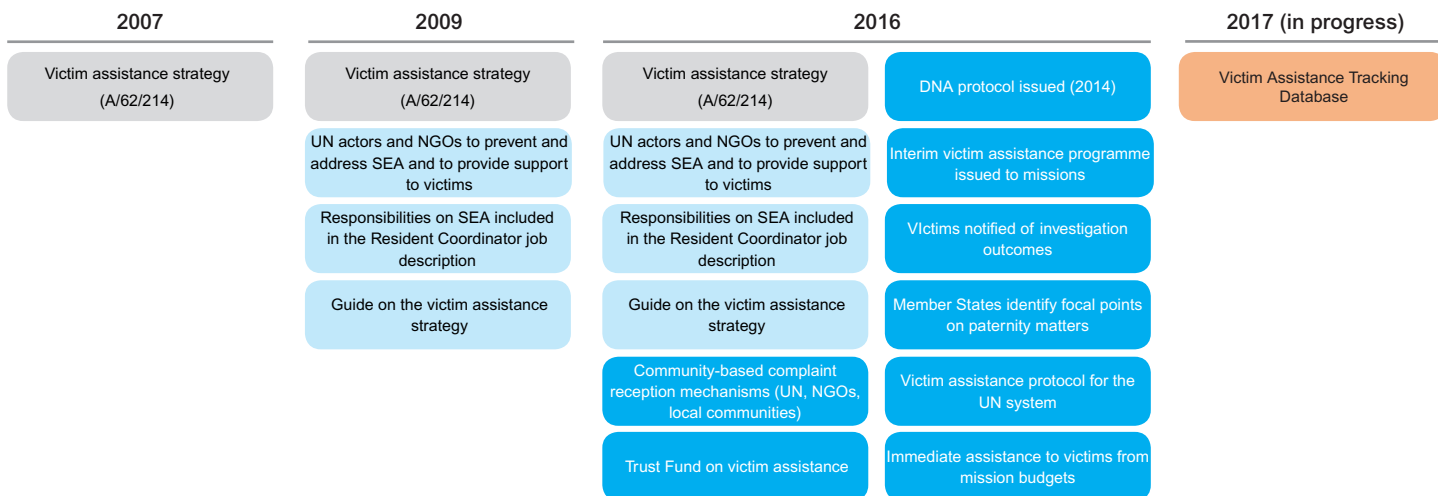 2007
Victim assistance strategy
(A/62/214)
2009
Victim assistance strategy
(A/62/214)
UN actors and NGOs to prevent and
address SEA and to provide support
to victims
Responsibilities on SEA included
in the Resident Coordinator job
description
Guide on the victim assistance
strategy
2016
Victim assistance strategy
(A/62/214)
UN actors and NGOs to prevent and
address SEA and to provide support
to victims
Responsibilities on SEA included
in the Resident Coordinator job
description
Guide on the victim assistance
strategy
Community-based complaint
reception mechanisms (UN, NGOs,
local communities)
Trust Fund on victim assistance
DNA protocol issued (2014)
Interim victim assistance programme
issued to missions
VIctims notified of investigation
outcomes
Member States identify focal points
on paternity matters
Victim assistance protocol for the
UN system
Immediate assistance to victims from
mission budgets
2017 (in progress)
Victim Assistance Tracking
Database